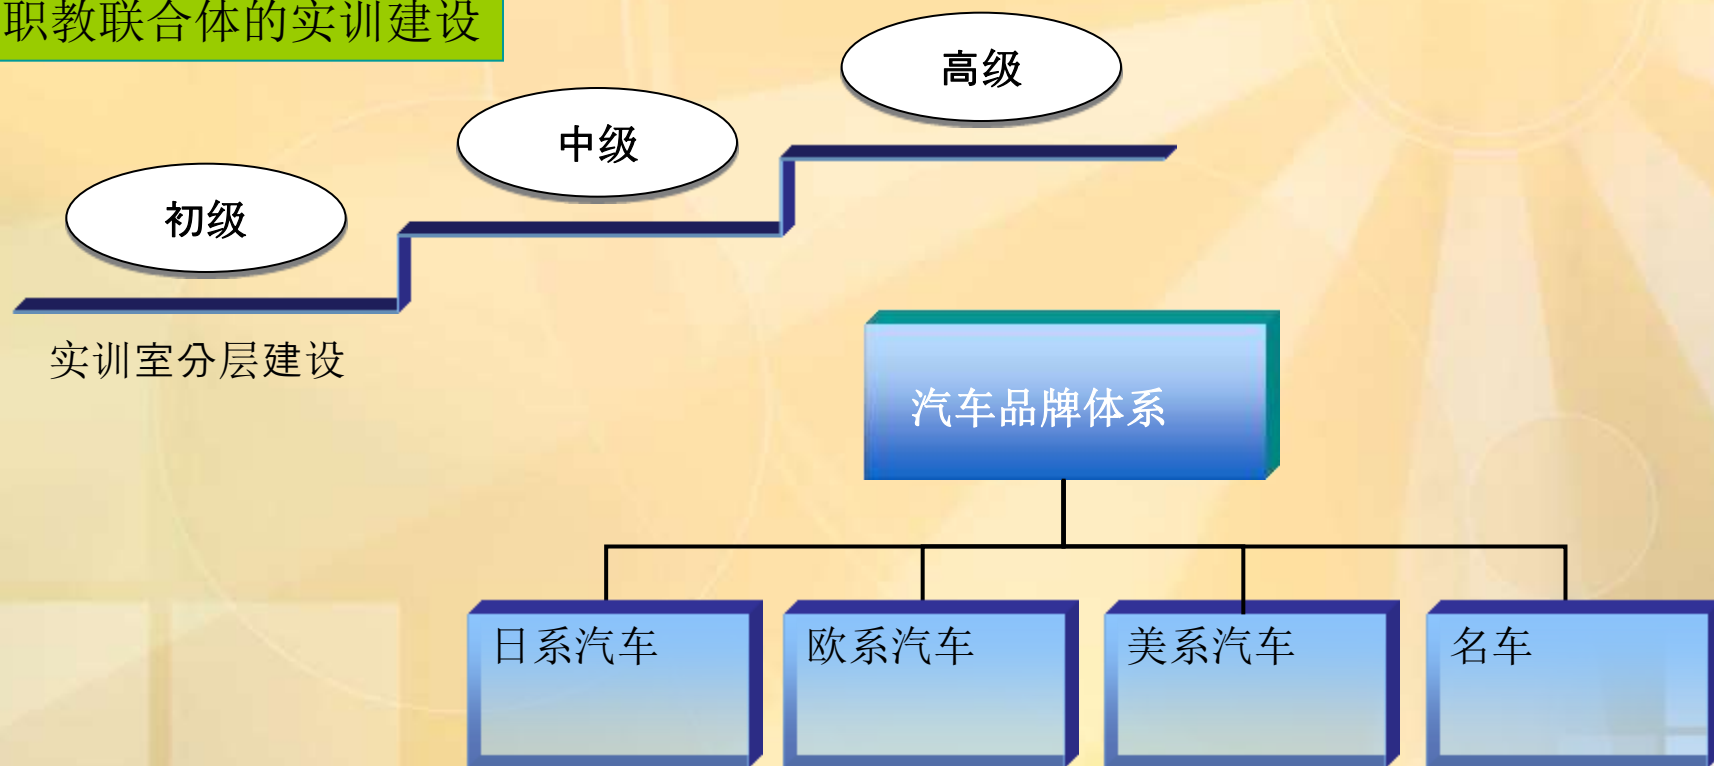 职教联合体的实训建设
高级
中级
初级
实训室分层建设
汽车品牌体系
日系汽车
欧系汽车
美系汽车
名车